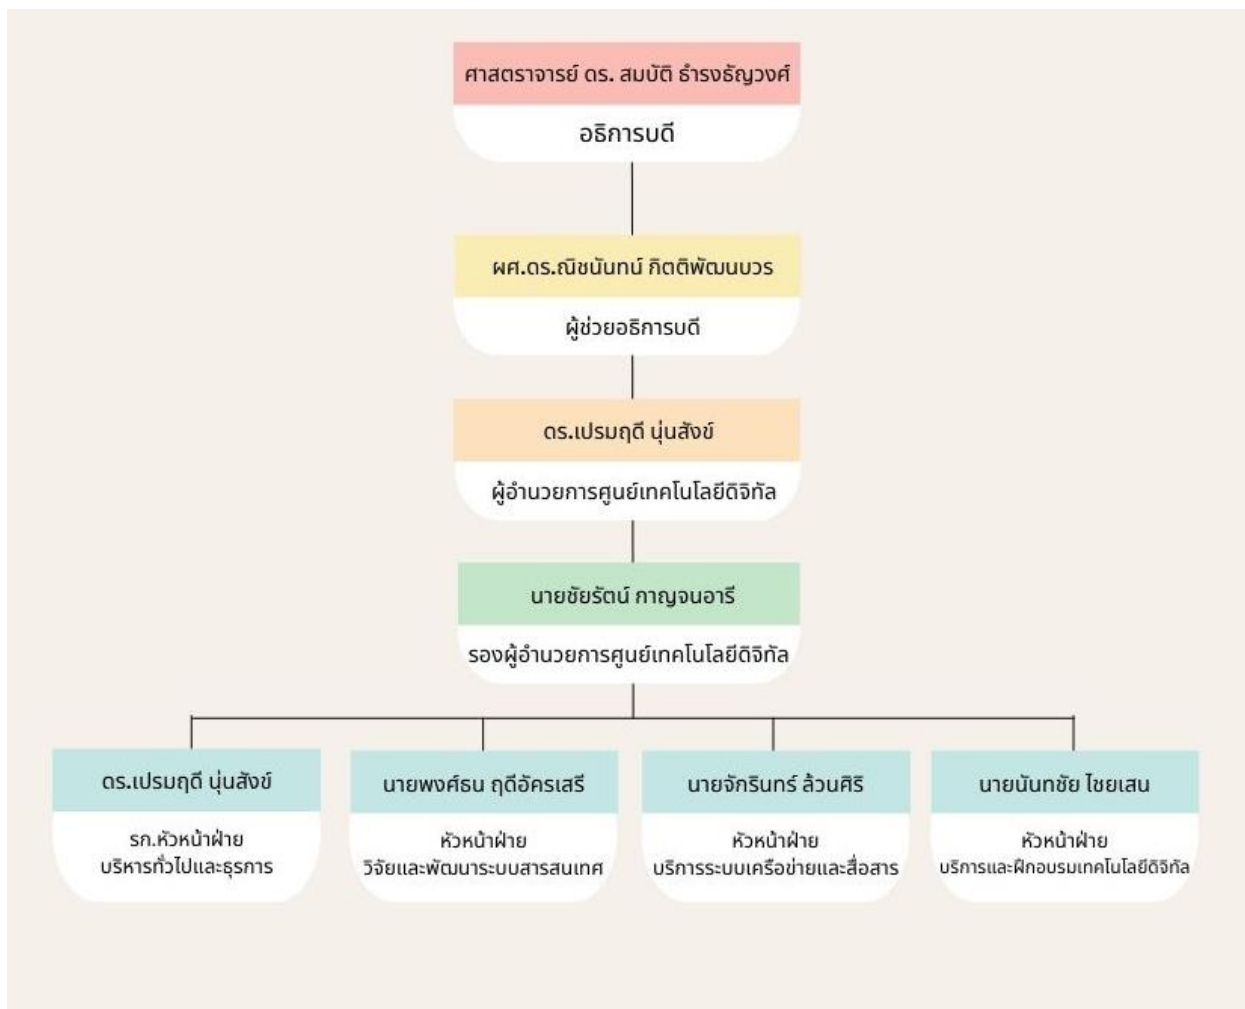 ศาสตราจารย์ ดร. สมบัติ ธำรงธัญวงศ์
อธิการบดี
ผศ.ดร.ณิชนันทน์ กิตติพัฒนบวร
ผู้ช่วยอธิการบดี
ดร.เปรมฤดี นุ่นสังข์
ผู้อำนวยการศูนย์เทคโนโลยีดิจิทัล
นายชัยรัตน์ กาญจนอารี
รองผู้อำนวยการศูนย์เทคโนโลยีดิจิทัล
ดร.เปรมฤดี นุ่นสังข์
รก.หัวหน้าฝ่าย
บริหารทั่วไปและธุรการ
นายพงศ์ธน ฤดีอัครเสรี
หัวหน้าฝ่าย
วิจัยและพัฒนาระบบสารสนเทศ
นายจักรินทร์ ล้วนศิริ
หัวหน้าฝ่าย
บริการระบบเครือข่ายและสื่อสาร
นายนันทชัย ไชยเสน
หัวหน้าฝ่าย
บริการและฝึกอบรมเทคโนโลยีดิจิทัล